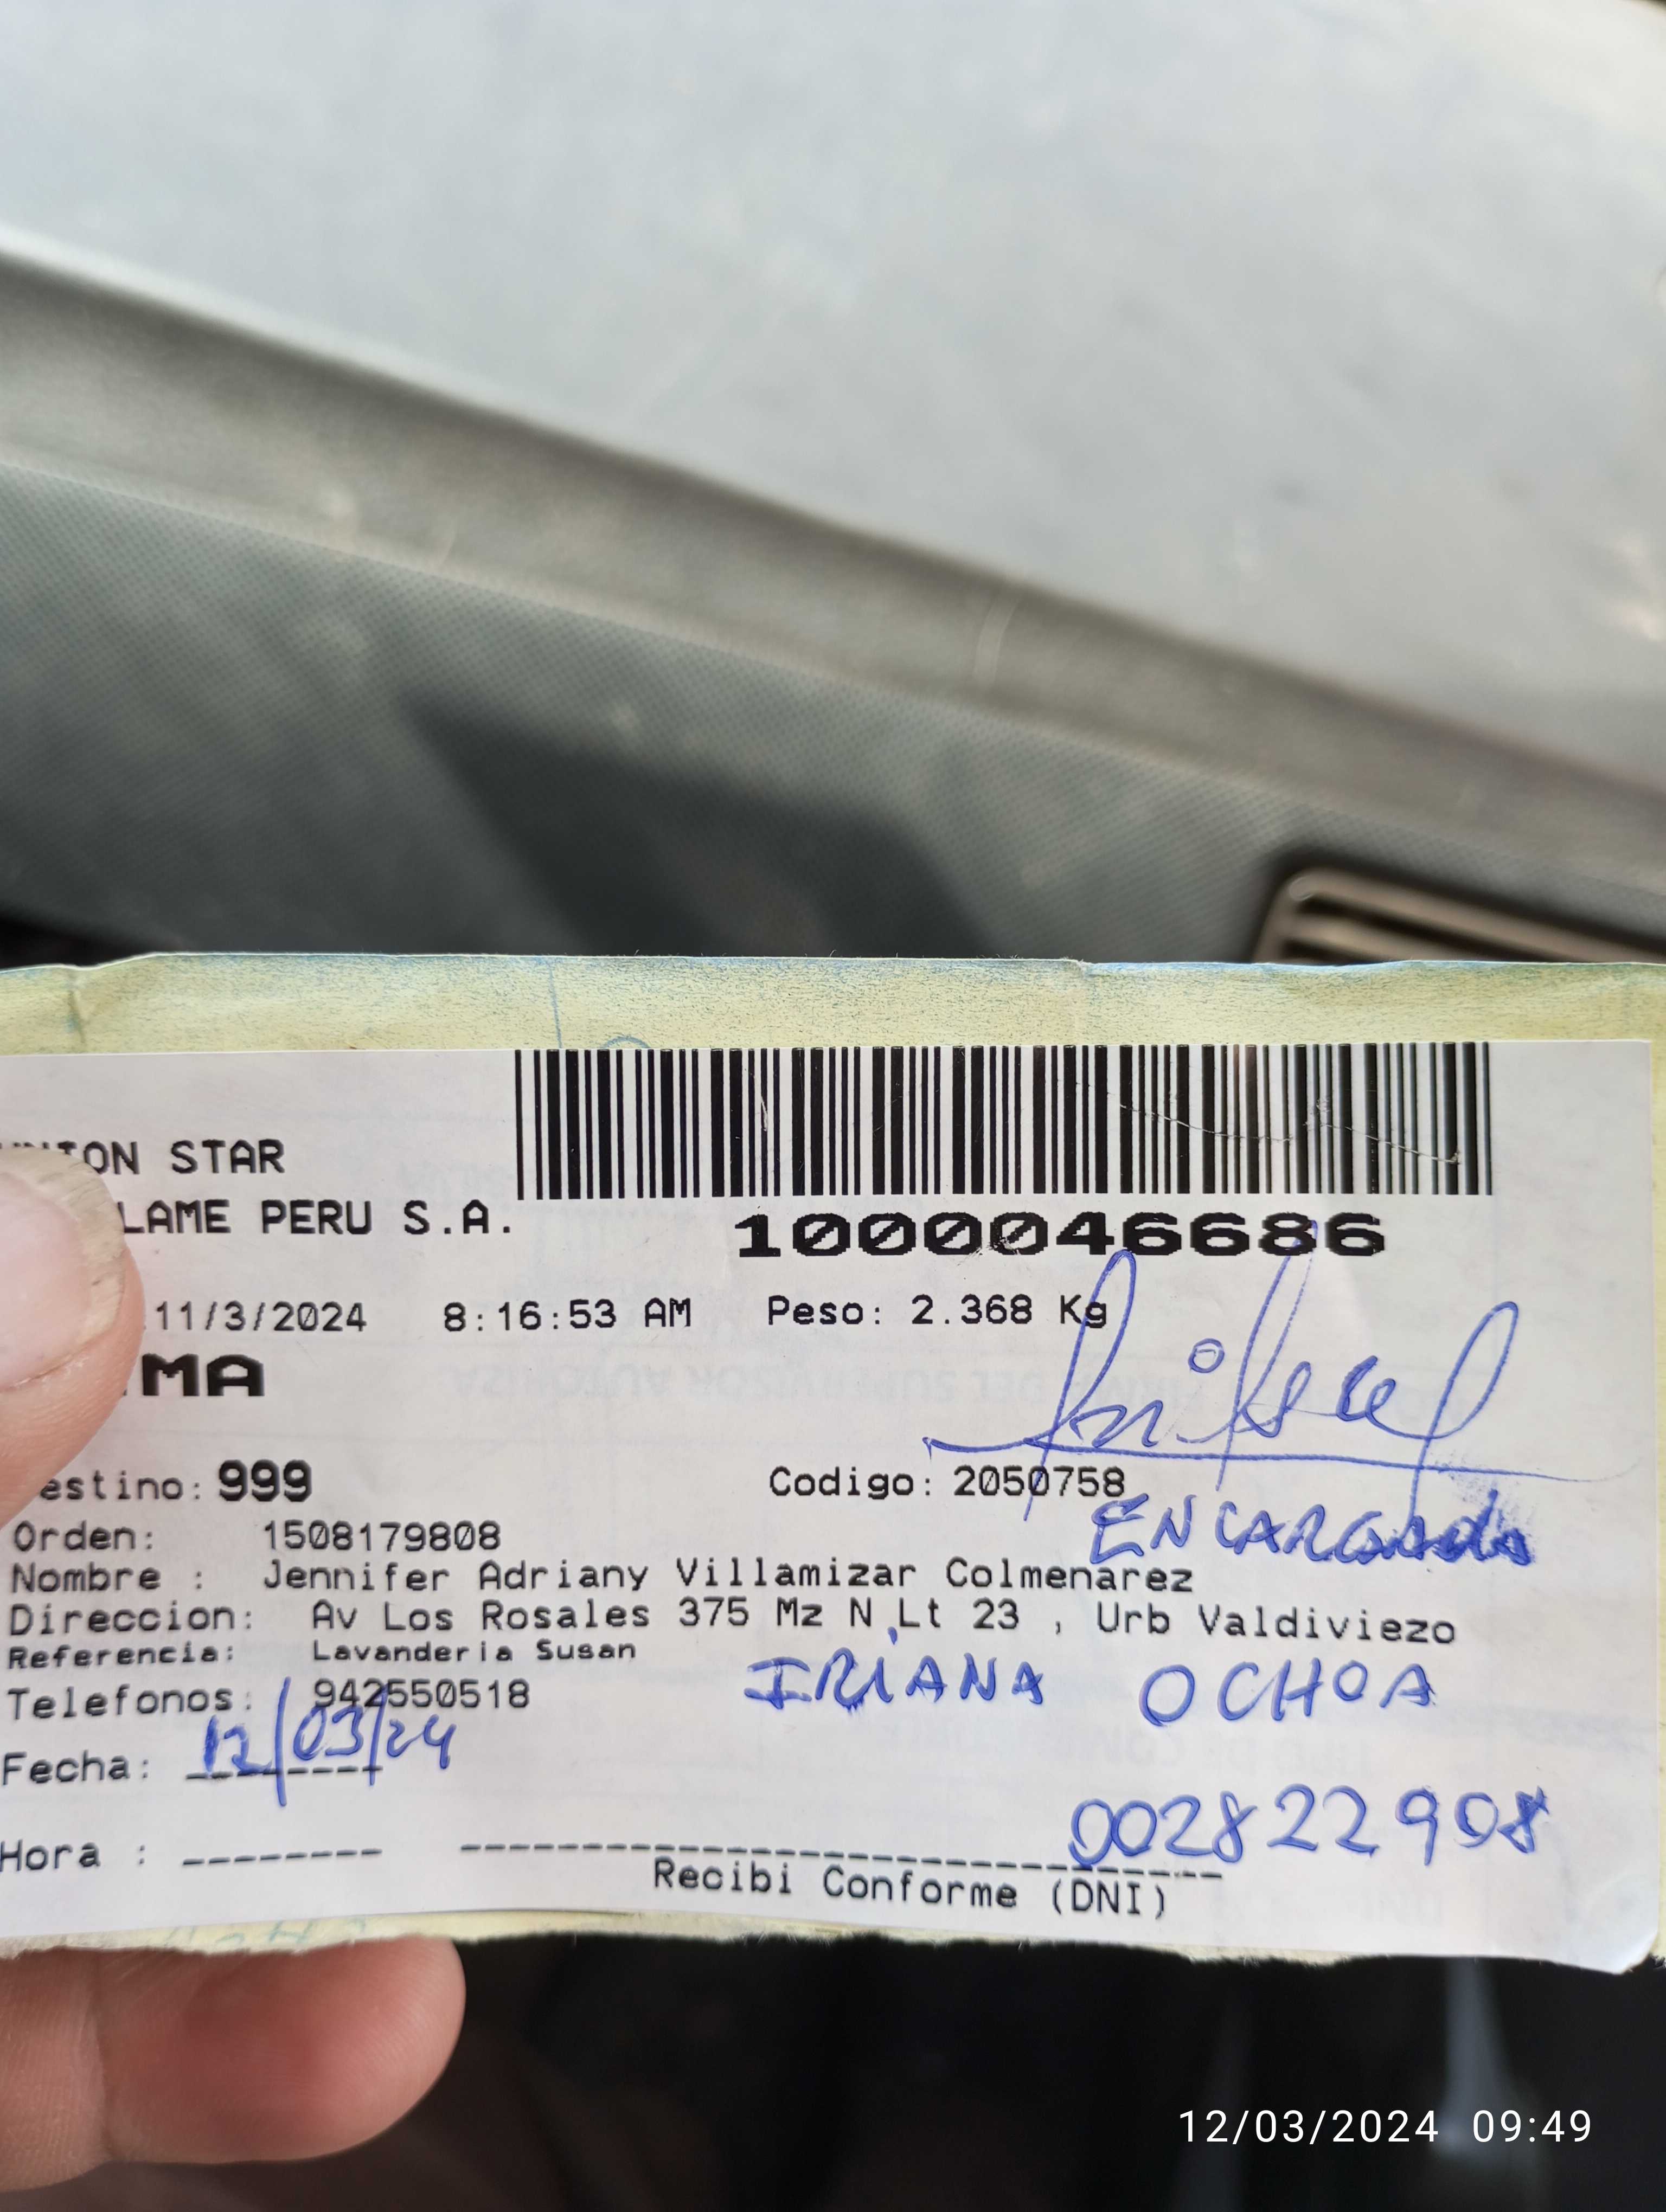 ION STAR
LAME PERU S.A.
1000046686
11/3/2024 8:16:53 AM Peso: 2.368 Kg
MA
estino: 999 Codigo: 2050758
ENCARGADA
Orden: 1508179808
Nombre : Jennifer Adriany Villamizar Colmenarez
Direccion: Av Los Rosales 375 Mz N Lt 23 , Urb Valdiviezo
Referencia: Lavanderia Susan
IRIANA OCHOA
Telefonos: 942550518
Fecha: 12/03/24
002822908
Hora : --------
Recibi Conforme (DNI)
12/03/2024 09:49